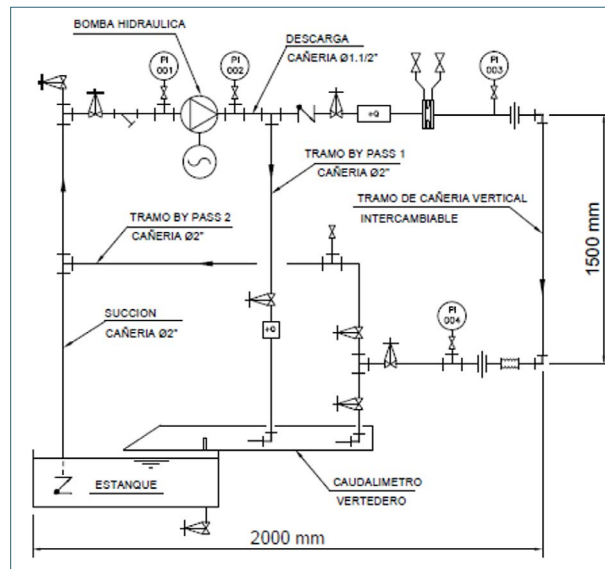 BOMBA HIDRAULICA
PI
001
PI
002
DESCARGA
CAÑERIA Ø1.1/2"
PI
003
+Q
TRAMO BY PASS 1
CAÑERIA Ø2"
TRAMO DE CAÑERIA VERTICAL
INTERCAMBIABLE
1500 mm
TRAMO BY PASS 2
CAÑERIA Ø2"
PI
004
SUCCION
CAÑERIA Ø2"
+Q
ESTANQUE
CAUDALIMETRO
VERTEDERO
2000 mm